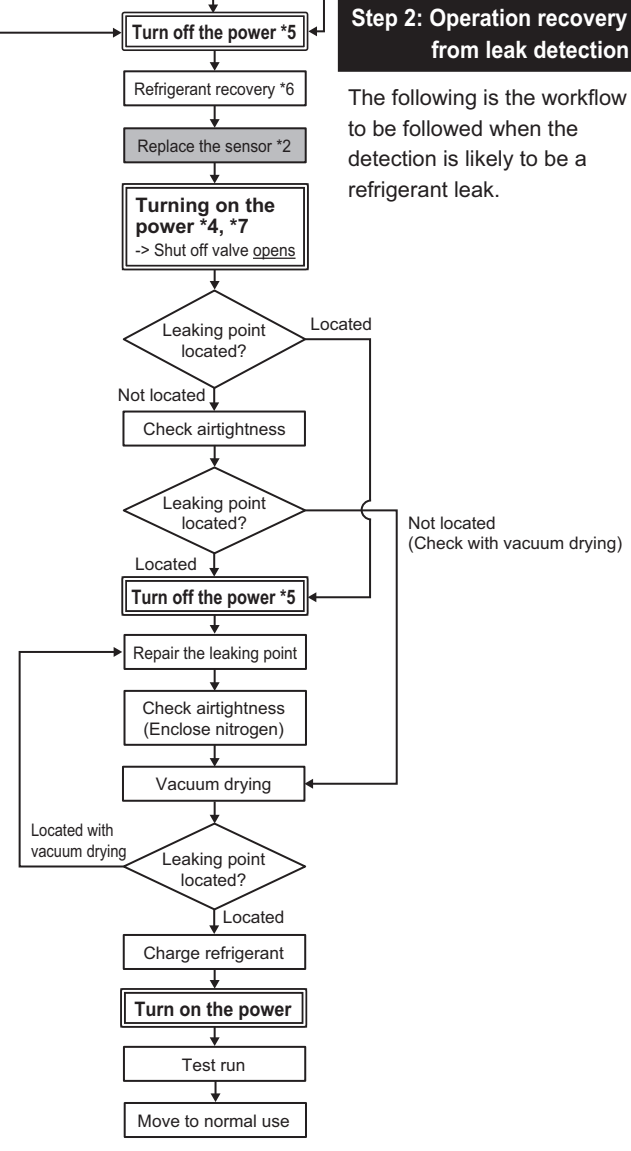 Step 2: Operation recovery
from leak detection
The following is the workflow
to be followed when the
detection is likely to be a
refrigerant leak.
Turn off the power *5
Refrigerant recovery *6
Replace the sensor *2
Turning on the
power *4, *7
-> Shut off valve opens
Leaking point
located?
Located
Not located
Check airtightness
Leaking point
located?
Not located
(Check with vacuum drying)
Located
Turn off the power *5
Repair the leaking point
Check airtightness
(Enclose nitrogen)
Vacuum drying
Located with
vacuum drying
Leaking point
located?
Located
Charge refrigerant
Turn on the power
Test run
Move to normal use